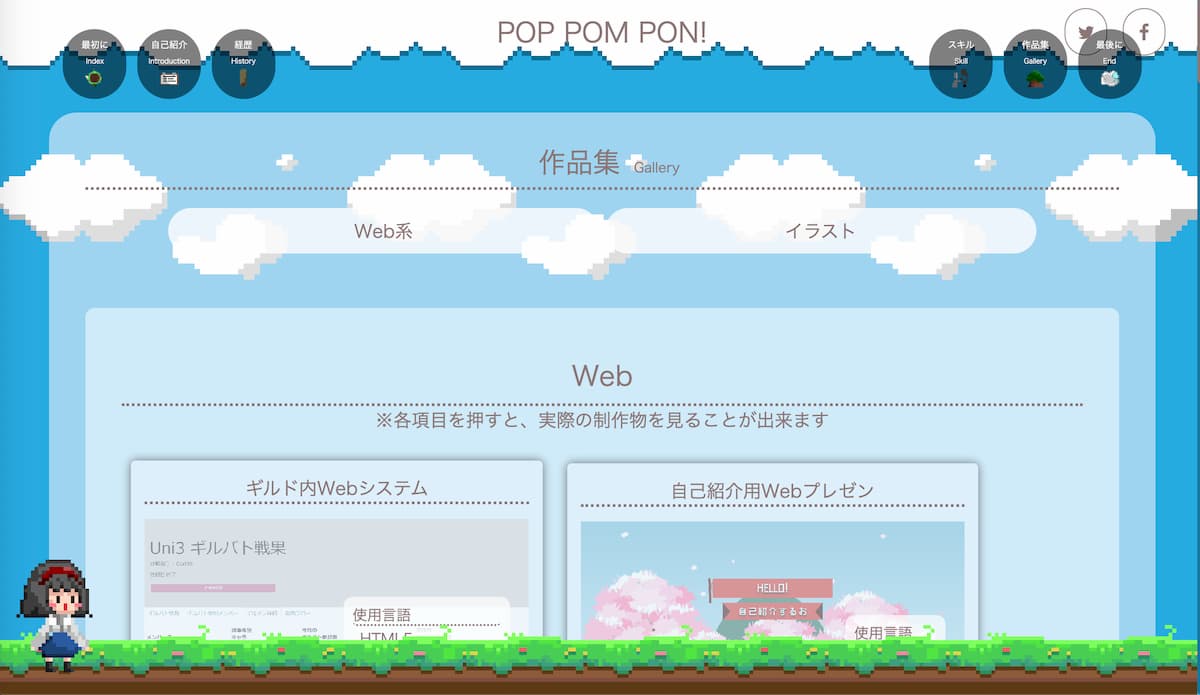 POP POM PON!
最初に
Index
自己紹介
Introduction
経歴
History
スキル
Skill
作品集
Gallery
最後に
End
作品集 Gallery
Web系
イラスト
Web
※各項目を押すと、実際の制作物を見ることが出来ます
ギルド内Webシステム
Uni3 ギルバト戦果
使用言語
HTML5
自己紹介用Webプレゼン
HELLO!
自己紹介するお
使用言語